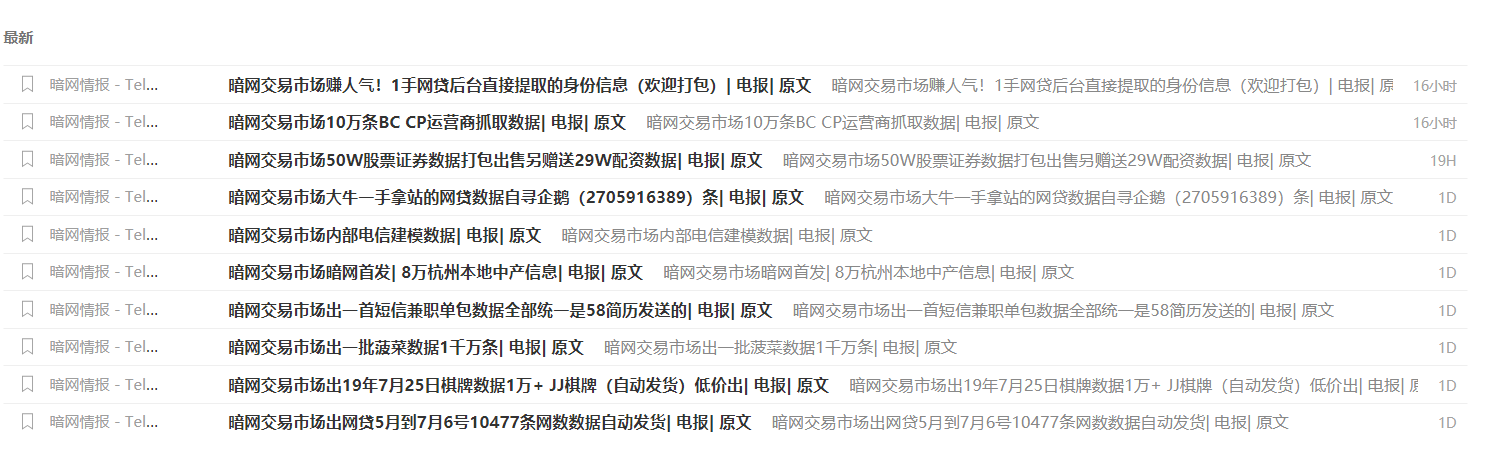 最新
暗网情报 - Tel... 暗网交易市场赚人气！1手网贷后台直接提取的身份信息（欢迎打包）| 电报| 原文 暗网交易市场赚人气！1手网贷后台直接提取的身份信息（欢迎打包）| 电报| 原 16小时
暗网情报 - Tel... 暗网交易市场10万条BC CP运营商抓取数据| 电报| 原文 暗网交易市场10万条BC CP运营商抓取数据| 电报| 原文 16小时
暗网情报 - Tel... 暗网交易市场50W股票证券数据打包出售另赠送29W配资数据| 电报| 原文 暗网交易市场50W股票证券数据打包出售另赠送29W配资数据| 电报| 原文 19H
暗网情报 - Tel... 暗网交易市场大牛一手拿站的网贷数据自寻企鹅（2705916389）条| 电报| 原文 暗网交易市场大牛一手拿站的网贷数据自寻企鹅（2705916389）条| 电报| 原文 1D
暗网情报 - Tel... 暗网交易市场内部电信建模数据| 电报| 原文 暗网交易市场内部电信建模数据| 电报| 原文 1D
暗网情报 - Tel... 暗网交易市场暗网首发| 8万杭州本地中产信息| 电报| 原文 暗网交易市场暗网首发| 8万杭州本地中产信息| 电报| 原文 1D
暗网情报 - Tel... 暗网交易市场出一首短信兼职单包数据全部统一是58简历发送的| 电报| 原文 暗网交易市场出一首短信兼职单包数据全部统一是58简历发送的| 电报| 原文 1D
暗网情报 - Tel... 暗网交易市场出一批菠菜数据1千万条| 电报| 原文 暗网交易市场出一批菠菜数据1千万条| 电报| 原文 1D
暗网情报 - Tel... 暗网交易市场出19年7月25日棋牌数据1万+ JJ棋牌（自动发货）低价出| 电报| 原文 暗网交易市场出19年7月25日棋牌数据1万+ JJ棋牌（自动发货）低价出| 电报| 原 1D
暗网情报 - Tel... 暗网交易市场出网贷5月到7月6号10477条网数数据自动发货| 电报| 原文 暗网交易市场出网贷5月到7月6号10477条网数数据自动发货| 电报| 原文 1D